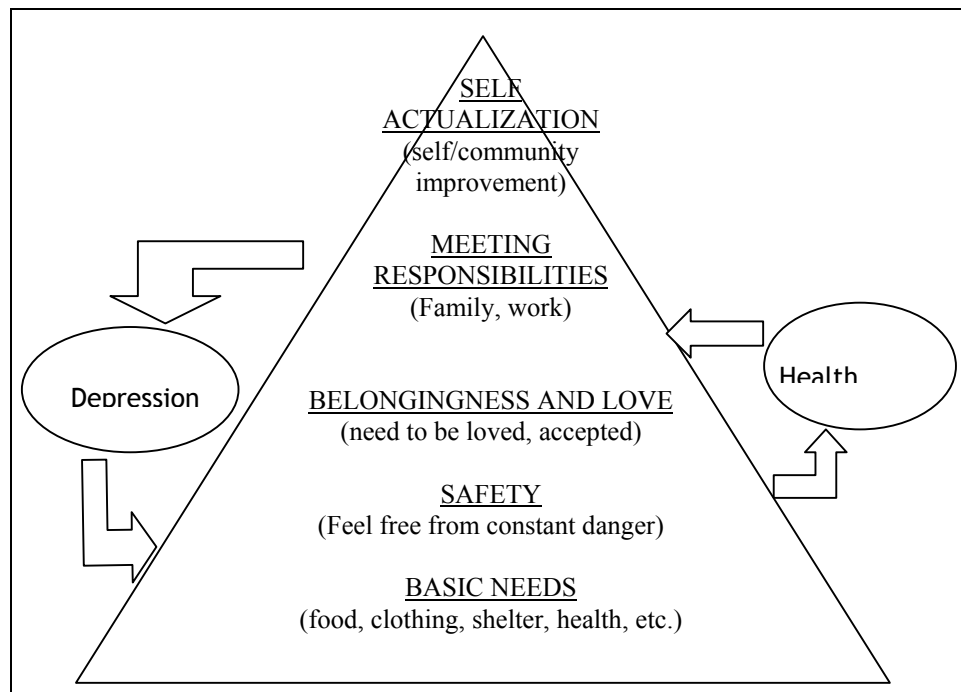 SELF
ACTUALIZATION
(self/community
improvement)
MEETING
RESPONSIBILITIES
(Family, work)
Depression
Health
BELONGINGNESS AND LOVE
(need to be loved, accepted)
SAFETY
(Feel free from constant danger)
BASIC NEEDS
(food, clothing, shelter, health, etc.)